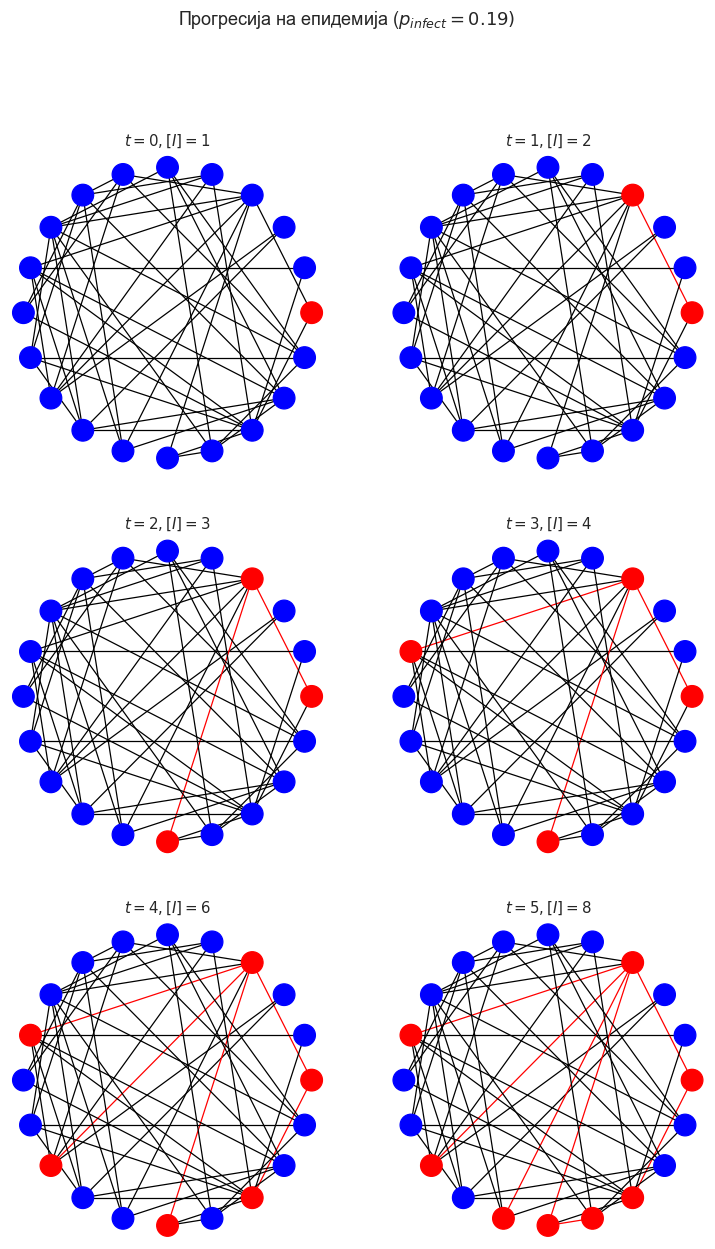 Прогресија на епидемија ($p_{infect} = 0.19$)
$t = 0, [I] = 1$
$t = 1, [I] = 2$
$t = 2, [I] = 3$
$t = 3, [I] = 4$
$t = 4, [I] = 6$
$t = 5, [I] = 8$